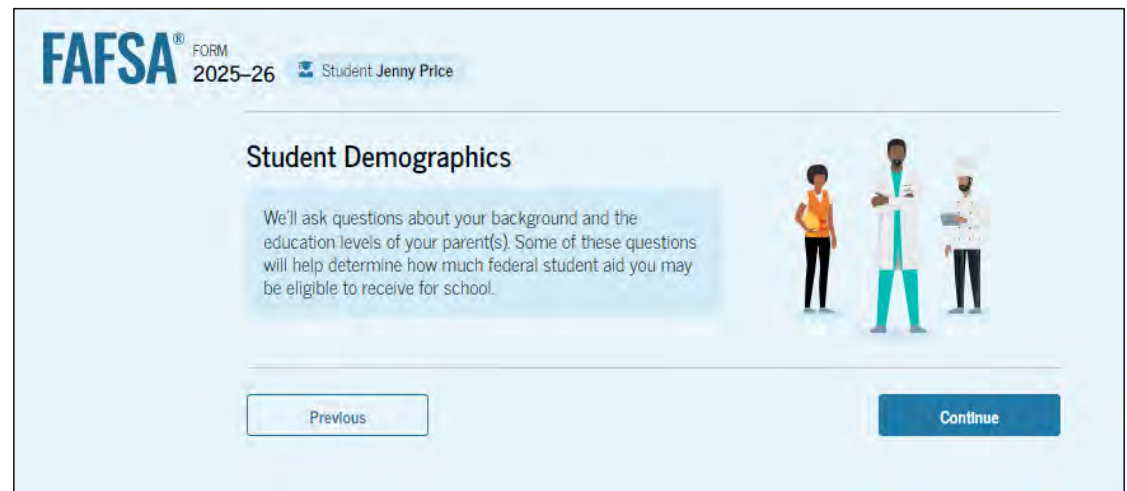 FAFSA® FORM
2025–26 Student Jenny Price
Student Demographics
We'll ask questions about your background and the
education levels of your parent(s). Some of these questions
will help determine how much federal student aid you may
be eligible to receive for school.
Previous Continue